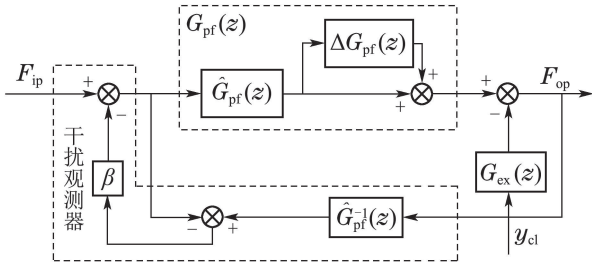 G_pf(z)
ΔG_pf(z)
F_ip
+
−
Ĝ_pf(z)
+
+
+
−
F_op
干扰观测器
β
G_ex(z)
−
+
Ĝ_pf^{-1}(z)
y_cl